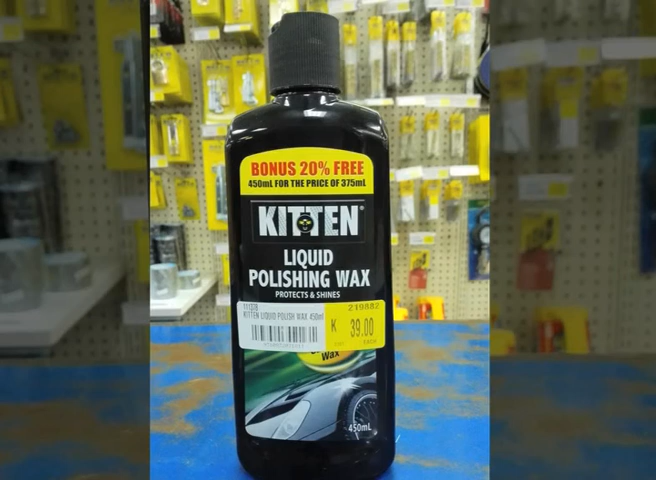 BONUS 20% FREE
450mL FOR THE PRICE OF 375mL
KITTEN
LIQUID
POLISHING WAX
PROTECTS & SHINES
219882
KITTEN LIQUID POLISH WAX 450ml
K 39.00
EACH
Wax
450mL